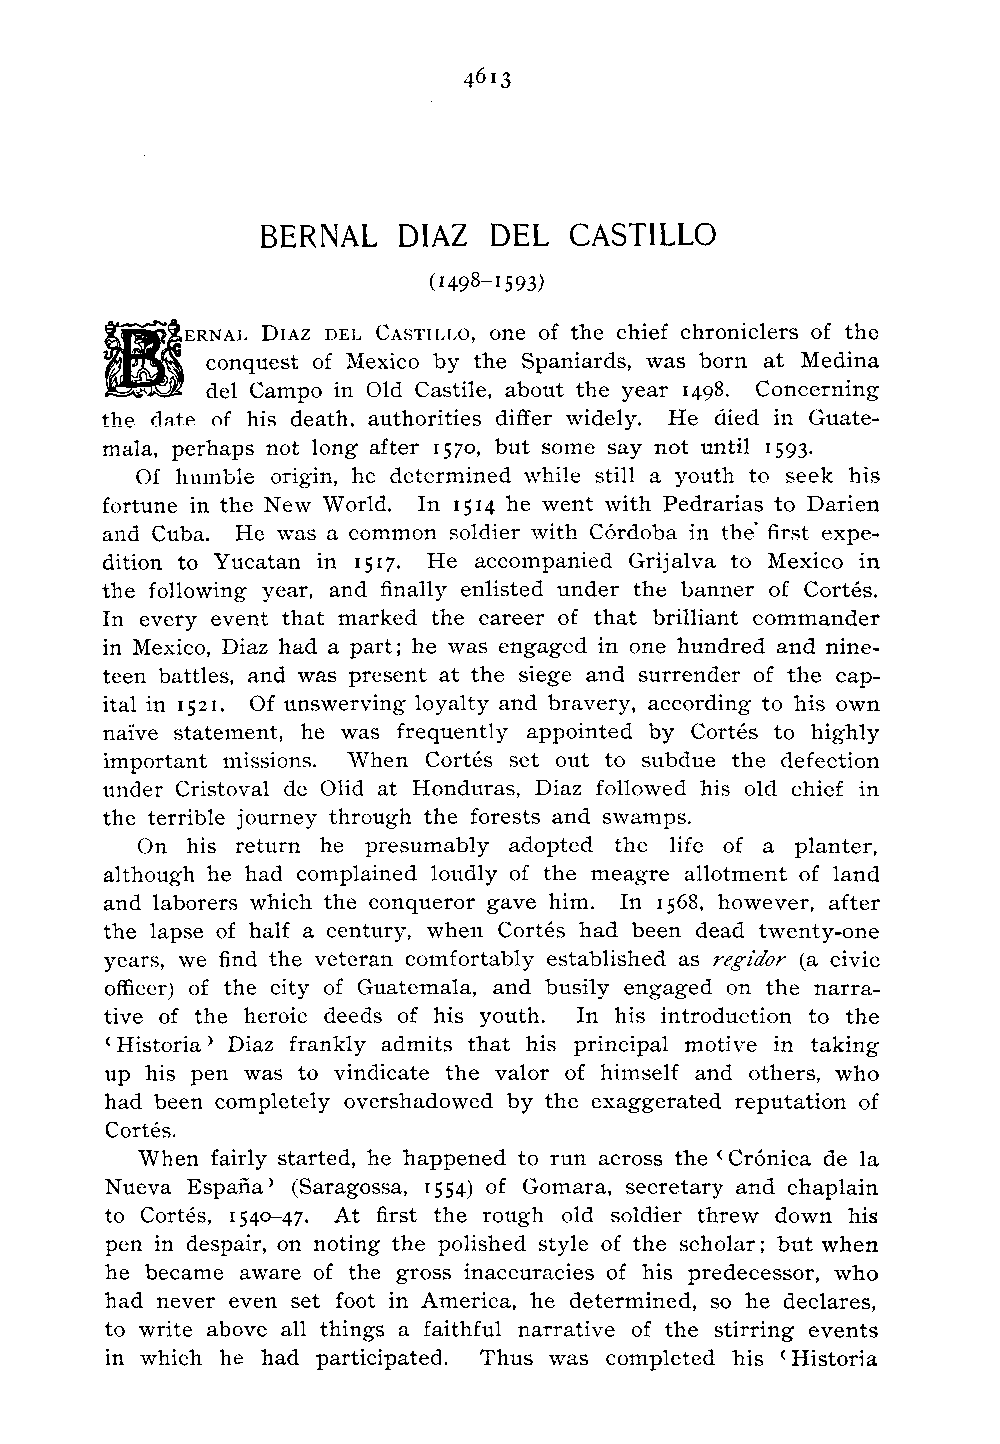 4613
BERNAL DIAZ DEL CASTILLO
(1498–1593)
BERNAL DIAZ DEL CASTILLO, one of the chief chroniclers of the
conquest of Mexico by the Spaniards, was born at Medina
del Campo in Old Castile, about the year 1498. Concerning
the date of his death, authorities differ widely. He died in Guate-
mala, perhaps not long after 1570, but some say not until 1593.
Of humble origin, he determined while still a youth to seek his
fortune in the New World. In 1514 he went with Pedrarias to Darien
and Cuba. He was a common soldier with Córdoba in the first expe-
dition to Yucatan in 1517. He accompanied Grijalva to Mexico in
the following year, and finally enlisted under the banner of Cortés.
In every event that marked the career of that brilliant commander
in Mexico, Diaz had a part; he was engaged in one hundred and nine-
teen battles, and was present at the siege and surrender of the cap-
ital in 1521. Of unswerving loyalty and bravery, according to his own
naïve statement, he was frequently appointed by Cortés to highly
important missions. When Cortés set out to subdue the defection
under Cristoval de Olid at Honduras, Diaz followed his old chief in
the terrible journey through the forests and swamps.
On his return he presumably adopted the life of a planter,
although he had complained loudly of the meagre allotment of land
and laborers which the conqueror gave him. In 1568, however, after
the lapse of half a century, when Cortés had been dead twenty-one
years, we find the veteran comfortably established as regidor (a civic
officer) of the city of Guatemala, and busily engaged on the narra-
tive of the heroic deeds of his youth. In his introduction to the
‘Historia’ Diaz frankly admits that his principal motive in taking
up his pen was to vindicate the valor of himself and others, who
had been completely overshadowed by the exaggerated reputation of
Cortés.
When fairly started, he happened to run across the ‘Crónica de la
Nueva España’ (Saragossa, 1554) of Gomara, secretary and chaplain
to Cortés, 1540–47. At first the rough old soldier threw down his
pen in despair, on noting the polished style of the scholar; but when
he became aware of the gross inaccuracies of his predecessor, who
had never even set foot in America, he determined, so he declares,
to write above all things a faithful narrative of the stirring events
in which he had participated. Thus was completed his ‘Historia